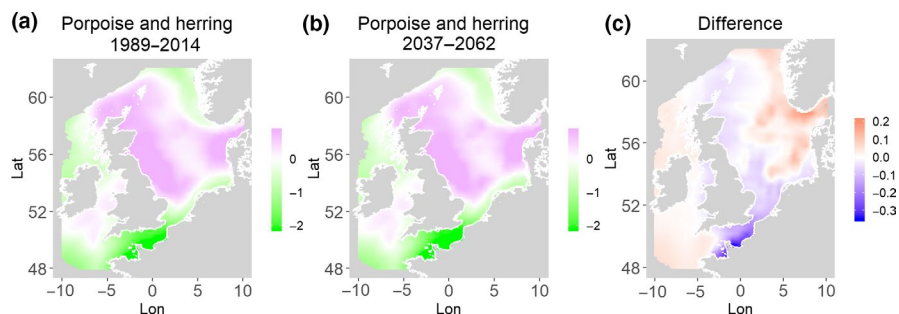 (a) Porpoise and herring
1989–2014
(b) Porpoise and herring
2037–2062
(c) Difference
60
56
52
48
Lat
−10 −5 0 5 10
Lon
0
−1
−2
60
56
52
48
Lat
−10 −5 0 5 10
Lon
0
−1
−2
60
56
52
48
Lat
−10 −5 0 5 10
Lon
0.2
0.1
0.0
−0.1
−0.2
−0.3